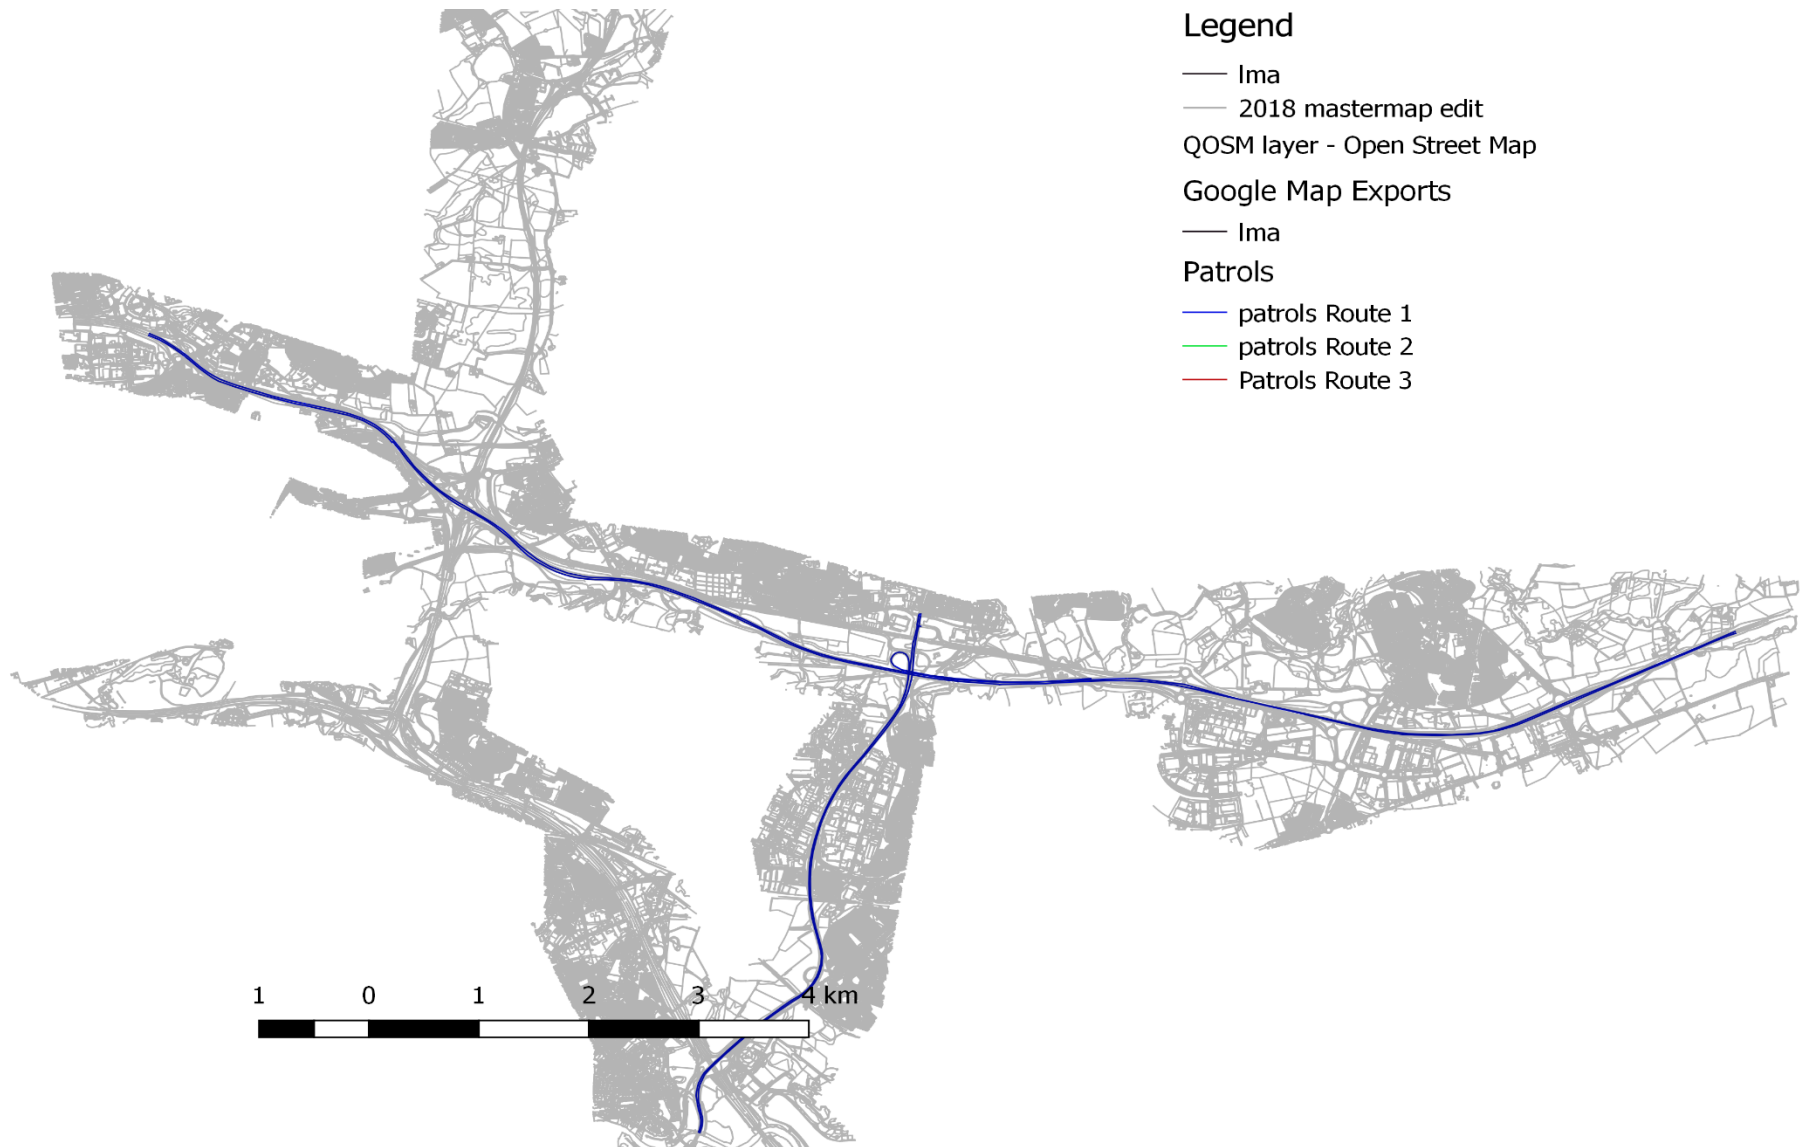 Legend
lma
2018 mastermap edit
QOSM layer - Open Street Map
Google Map Exports
lma
Patrols
patrols Route 1
patrols Route 2
Patrols Route 3
1 0 1 2 3 4 km